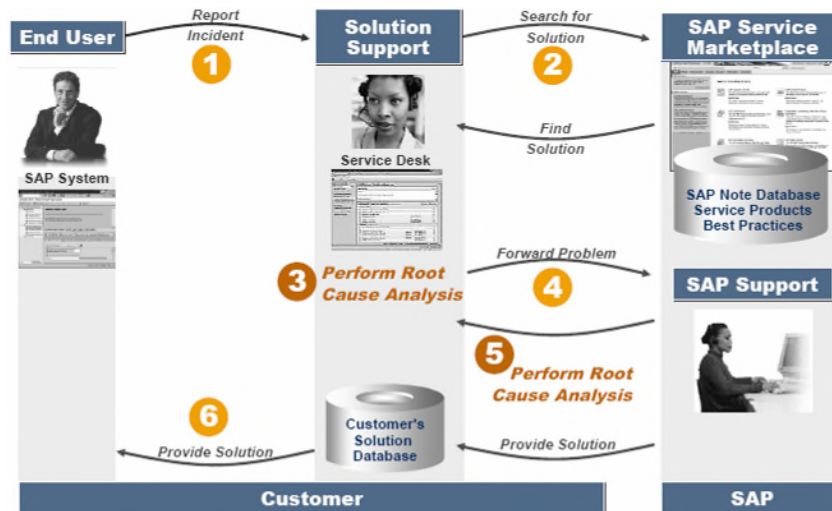 End User
Report
Incident
1
Solution
Support
Search for
Solution
2
SAP Service
Marketplace
Find
Solution
Service Desk
SAP System
SAP Note Database
Service Products
Best Practices
3
Perform Root
Cause Analysis
Forward Problem
4
SAP Support
5
Perform Root
Cause Analysis
6
Provide Solution
Customer's
Solution
Database
Provide Solution
Customer
SAP